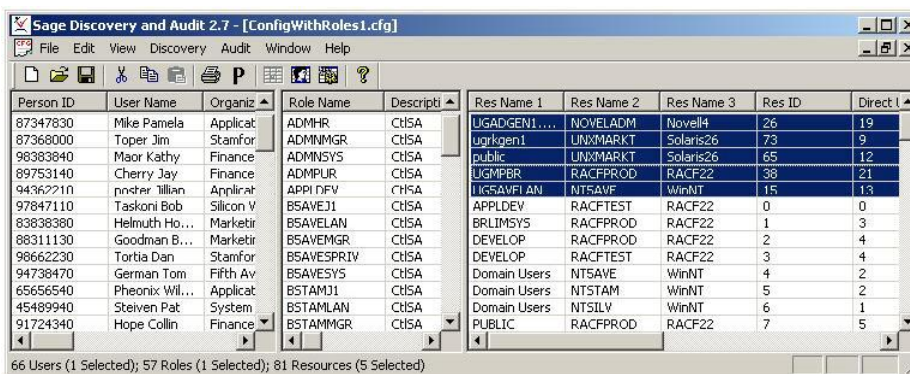 Sage Discovery and Audit 2.7 - [ConfigWithRoles1.cfg]
File Edit View Discovery Audit Window Help
Person ID User Name Organiz Role Name Descripti Res Name 1 Res Name 2 Res Name 3 Res ID Direct U
87347830 Mike Pamela Applicat ADMHR CtlSA UGADGEN1.... NOVELADM Novell4 26 19
87368000 Toper Jim Stamfor ADMNMGR CtlSA ugrkgen1 UNXMARKT Solaris26 73 9
98383840 Maor Kathy Finance ADMNSYS CtlSA public UNXMARKT Solaris26 65 12
89753140 Cherry Jay Finance ADMPUR CtlSA UGMPBR RACFPROD RACF22 38 21
94362210 poster Jillian Applicat APPLDEV CtlSA UG5AVELAN NT5AVE WinNT 15 13
97847110 Taskoni Bob Silicon V B5AVEJ1 CtlSA APPLDEV RACFTEST RACF22 0 0
83838380 Helmuth Ho... Marketin B5AVELAN CtlSA BRLIMSYS RACFPROD RACF22 1 3
88311130 Goodman B... Marketin B5AVEMGR CtlSA DEVELOP RACFPROD RACF22 2 4
98662230 Tortia Dan Stamfor B5AVESPRIV CtlSA DEVELOP RACFTEST RACF22 3 4
94738470 German Tom Fifth Av B5AVESYS CtlSA Domain Users NT5AVE WinNT 4 2
65656540 Pheonix Wil... Applicat BSTAMJ1 CtlSA Domain Users NTSTAM WinNT 5 2
45489940 Steiven Pat System BSTAMLAN CtlSA Domain Users NTSILV WinNT 6 1
91724340 Hope Collin Finance BSTAMMGR CtlSA PUBLIC RACFPROD RACF22 7 5
66 Users (1 Selected); 57 Roles (1 Selected); 81 Resources (5 Selected)